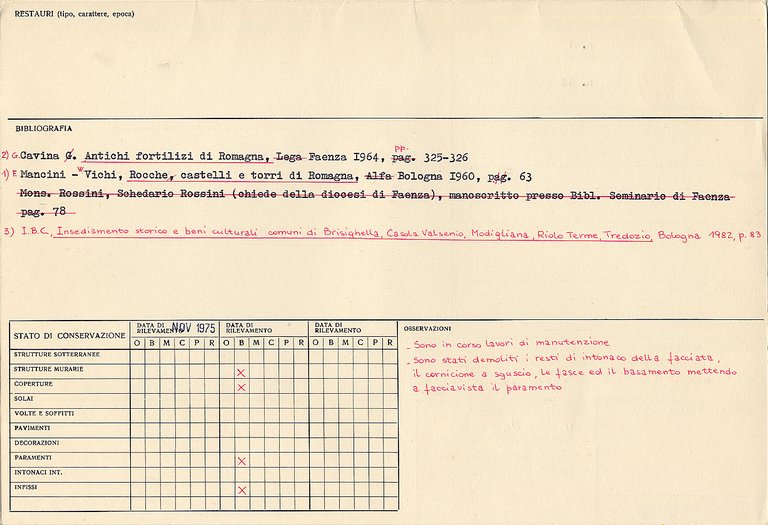 RESTAURI (tipo, carattere, epoca)
BIBLIOGRAFIA
2) G. Cavina G. Antichi fortilizi di Romagna, Lega Faenza I964, pag. pp. 325-326
1) F Mancini - W Vichi, Rocche, castelli e torri di Romagna, Alfa Bologna I960, pag. 63
Mons. Rossini, Schedario Rossini (chiede della diocesi di Faenza), manoscritto presso Bibl. Seminario di Faenza
pag. 78
3) I.B.C., Insediamento storico e beni culturali comuni di Brisighella, Casola Valsenio, Modigliana, Riolo Terme, Tredozio, Bologna 1982, p. 83.
STATO DI CONSERVAZIONE DATA DI RILEVAMENTO NOV 1975 DATA DI RILEVAMENTO DATA DI RILEVAMENTO
O B M C P R O B M C P R O B M C P R
STRUTTURE SOTTERRANEE
STRUTTURE MURARIE X
COPERTURE X
SOLAI
VOLTE E SOFFITTI
PAVIMENTI
DECORAZIONI
PARAMENTI X
INTONACI INT.
INFISSI X
OSSERVAZIONI
- Sono in corso lavori di manutenzione
- Sono stati demoliti i resti di intonaco della facciata,
il cornicione a sguscio, le fasce ed il basamento mettendo
a facciavista il paramento